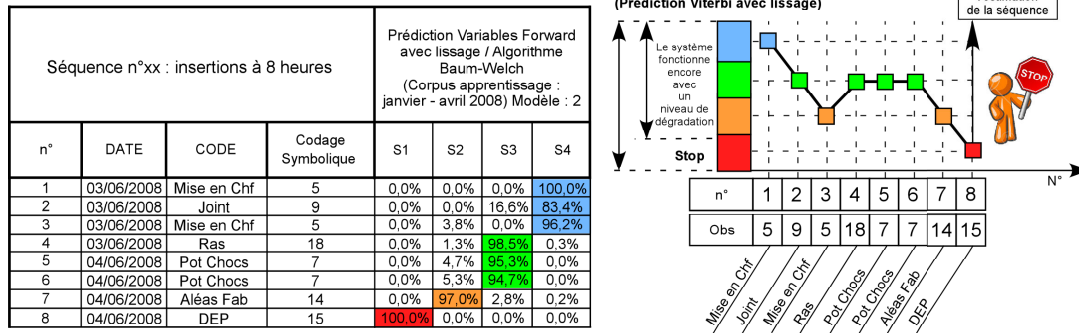 Séquence n°xx : insertions à 8 heures
Prédiction Variables Forward
avec lissage / Algorithme
Baum-Welch
(Corpus apprentissage :
janvier - avril 2008) Modèle : 2
n° DATE CODE Codage Symbolique S1 S2 S3 S4
1 03/06/2008 Mise en Chf 5 0,0% 0,0% 0,0% 100,0%
2 03/06/2008 Joint 9 0,0% 0,0% 16,6% 83,4%
3 03/06/2008 Mise en Chf 5 0,0% 3,8% 0,0% 96,2%
4 03/06/2008 Ras 18 0,0% 1,3% 98,5% 0,3%
5 04/06/2008 Pot Chocs 7 0,0% 4,7% 95,3% 0,0%
6 04/06/2008 Pot Chocs 7 0,0% 5,3% 94,7% 0,0%
7 04/06/2008 Aléas Fab 14 0,0% 97,0% 2,8% 0,2%
8 04/06/2008 DEP 15 100,0% 0,0% 0,0% 0,0%
(Prédiction Viterbi avec lissage)
de la séquence
Le système
fonctionne
encore
avec
un
niveau de
dégradation
Stop
STOP
N°
n° 1 2 3 4 5 6 7 8
Obs 5 9 5 18 7 7 14 15
Mise en Chf
Joint
Mise en Chf
Ras
Pot Chocs
Pot Chocs
Aléas Fab
DEP